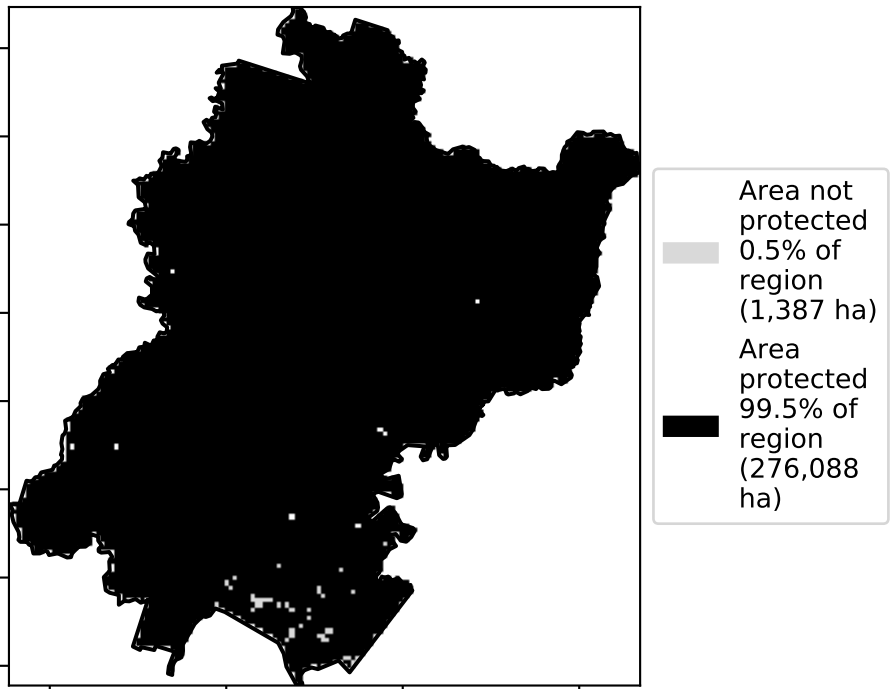 Area not
protected
0.5% of
region
(1,387 ha)
Area
protected
99.5% of
region
(276,088
ha)